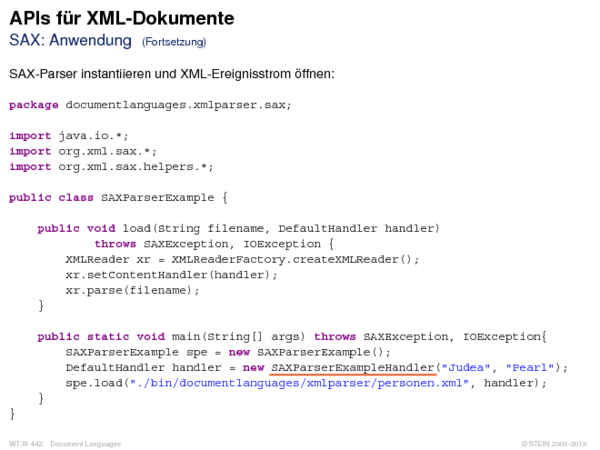 APIs für XML-Dokumente
SAX: Anwendung (Fortsetzung)
SAX-Parser instantiieren und XML-Ereignisstrom öffnen:
package documentlanguages.xmlparser.sax;
import java.io.*;
import org.xml.sax.*;
import org.xml.sax.helpers.*;
public class SAXParserExample {
public void load(String filename, DefaultHandler handler)
throws SAXException, IOException {
XMLReader xr = XMLReaderFactory.createXMLReader();
xr.setContentHandler(handler);
xr.parse(filename);
}
public static void main(String[] args) throws SAXException, IOException{
SAXParserExample spe = new SAXParserExample();
DefaultHandler handler = new SAXParserExampleHandler("Judea", "Pearl");
spe.load("./bin/documentlanguages/xmlparser/personen.xml", handler);
}
}
WT:III-442 Document Languages © STEIN 2005-2018